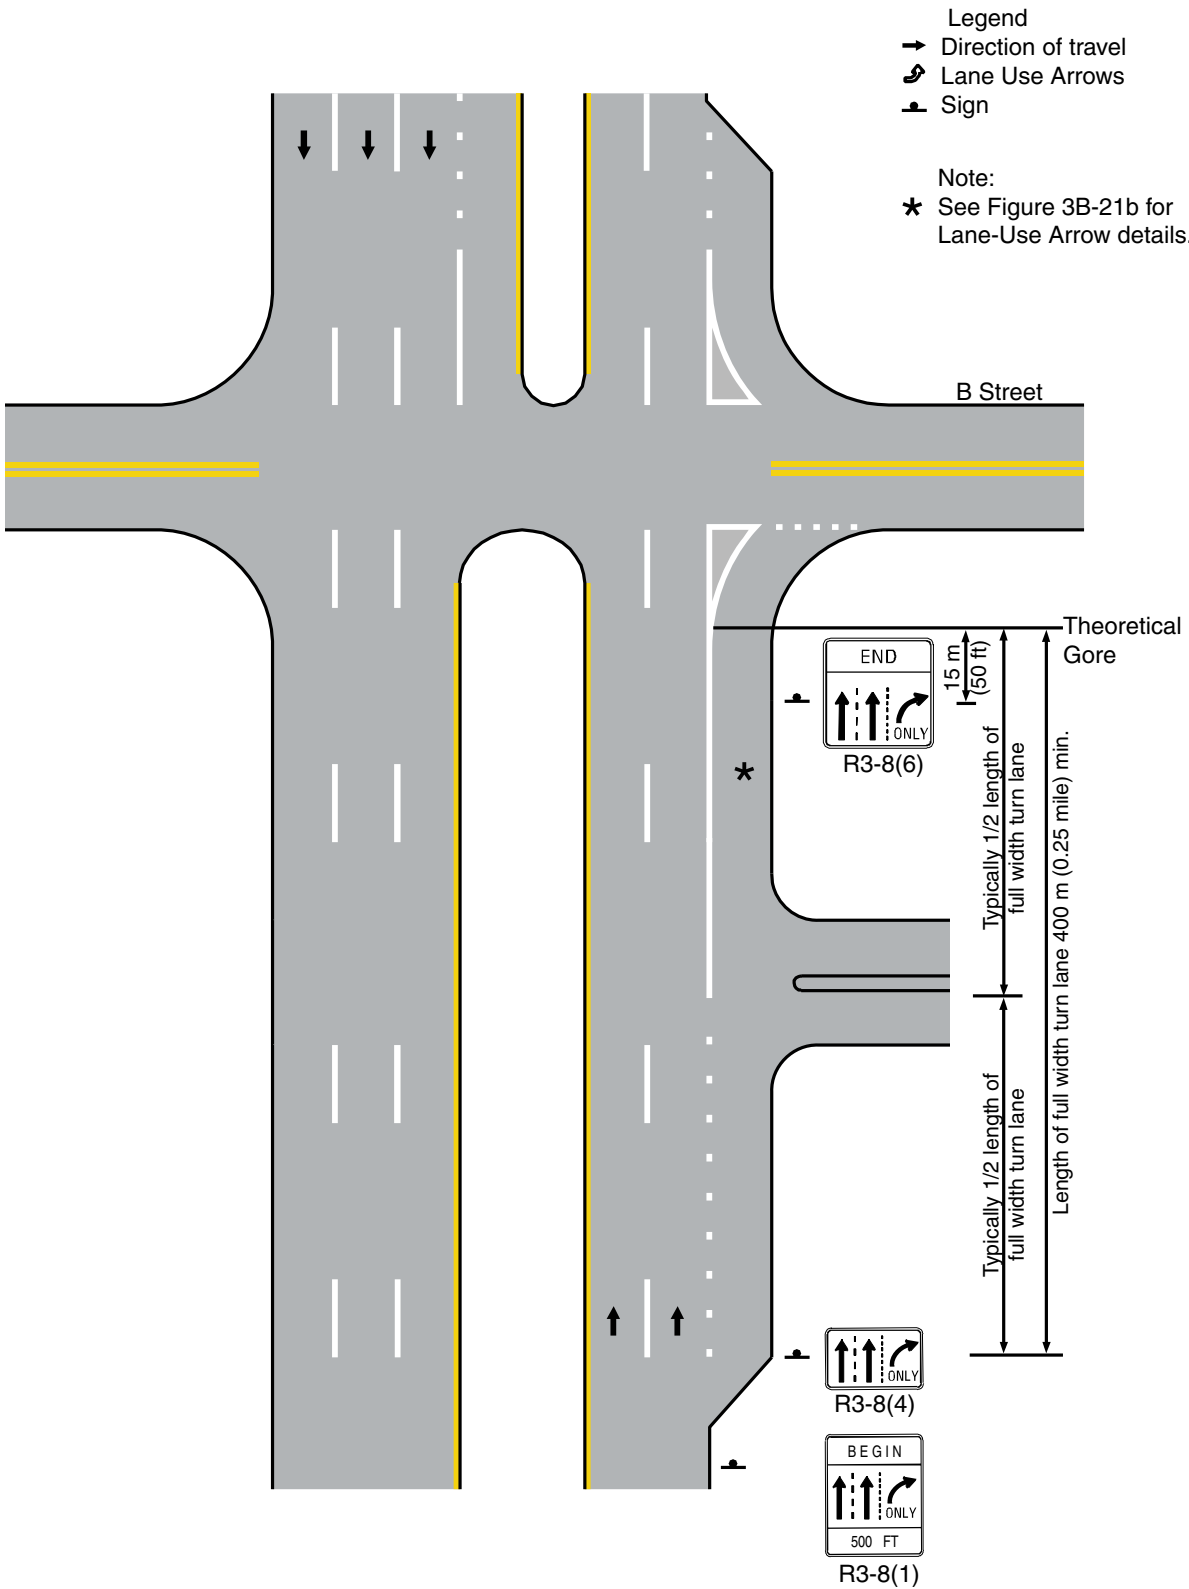 Legend
Direction of travel
Lane Use Arrows
Sign
Note:
* See Figure 3B-21b for
Lane-Use Arrow details.
B Street
Theoretical
Gore
15 m
(50 ft)
END
ONLY
R3-8(6)
*
Typically 1/2 length of
full width turn lane
Length of full width turn lane 400 m (0.25 mile) min.
Typically 1/2 length of
full width turn lane
ONLY
R3-8(4)
BEGIN
ONLY
500 FT
R3-8(1)